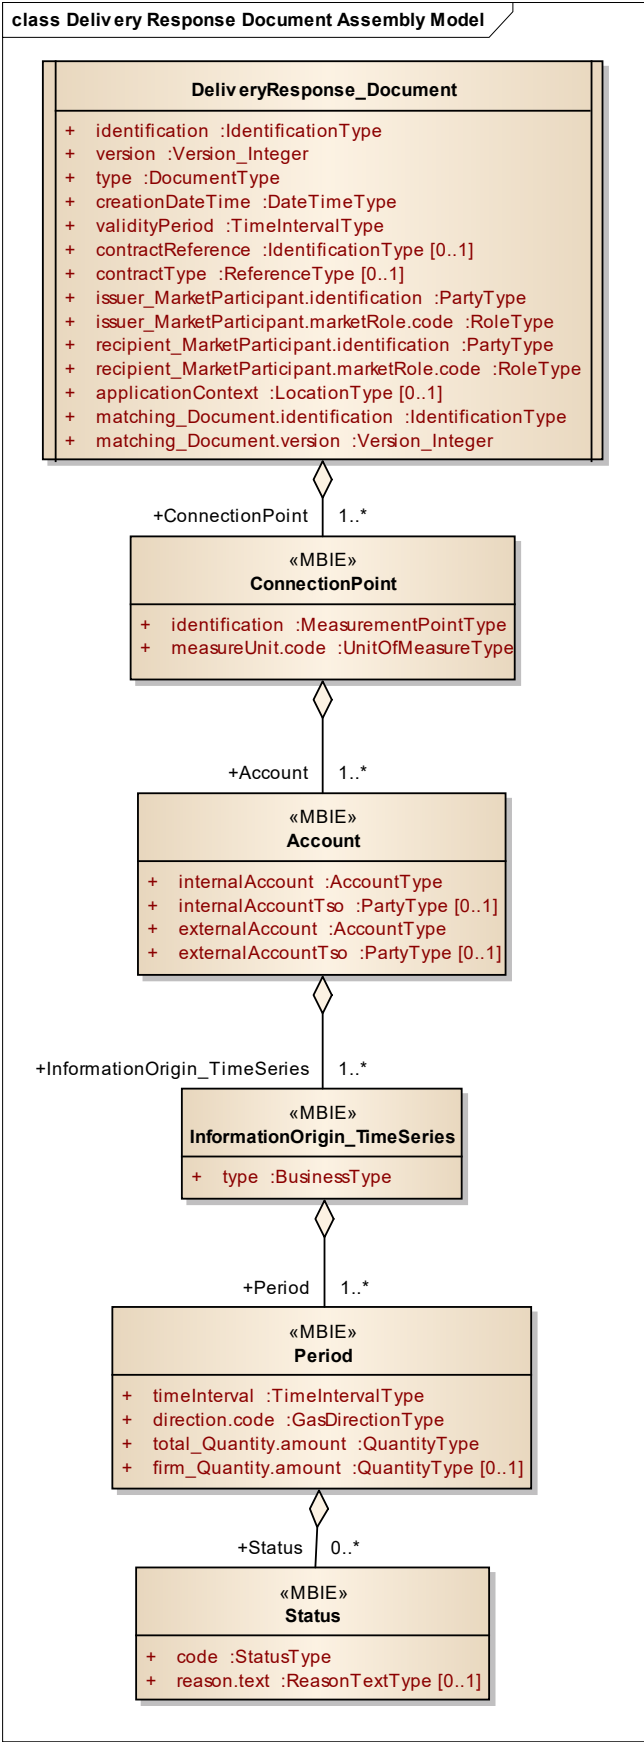 class Delivery Response Document Assembly Model
DeliveryResponse_Document
+ identification :IdentificationType
+ version :Version_Integer
+ type :DocumentType
+ creationDateTime :DateTimeType
+ validityPeriod :TimeIntervalType
+ contractReference :IdentificationType [0..1]
+ contractType :ReferenceType [0..1]
+ issuer_MarketParticipant.identification :PartyType
+ issuer_MarketParticipant.marketRole.code :RoleType
+ recipient_MarketParticipant.identification :PartyType
+ recipient_MarketParticipant.marketRole.code :RoleType
+ applicationContext :LocationType [0..1]
+ matching_Document.identification :IdentificationType
+ matching_Document.version :Version_Integer
+ConnectionPoint 1..*
«MBIE»
ConnectionPoint
+ identification :MeasurementPointType
+ measureUnit.code :UnitOfMeasureType
+Account 1..*
«MBIE»
Account
+ internalAccount :AccountType
+ internalAccountTso :PartyType [0..1]
+ externalAccount :AccountType
+ externalAccountTso :PartyType [0..1]
+InformationOrigin_TimeSeries 1..*
«MBIE»
InformationOrigin_TimeSeries
+ type :BusinessType
+Period 1..*
«MBIE»
Period
+ timeInterval :TimeIntervalType
+ direction.code :GasDirectionType
+ total_Quantity.amount :QuantityType
+ firm_Quantity.amount :QuantityType [0..1]
+Status 0..*
«MBIE»
Status
+ code :StatusType
+ reason.text :ReasonTextType [0..1]